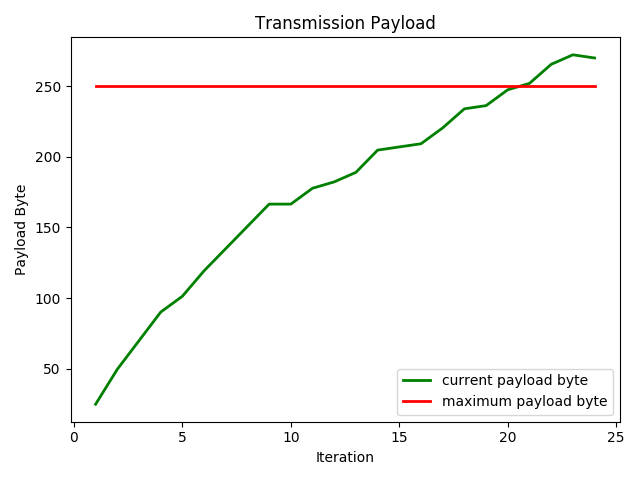 Transmission Payload
Payload Byte
250
200
150
100
50
0
5
10
15
20
25
Iteration
current payload byte
maximum payload byte